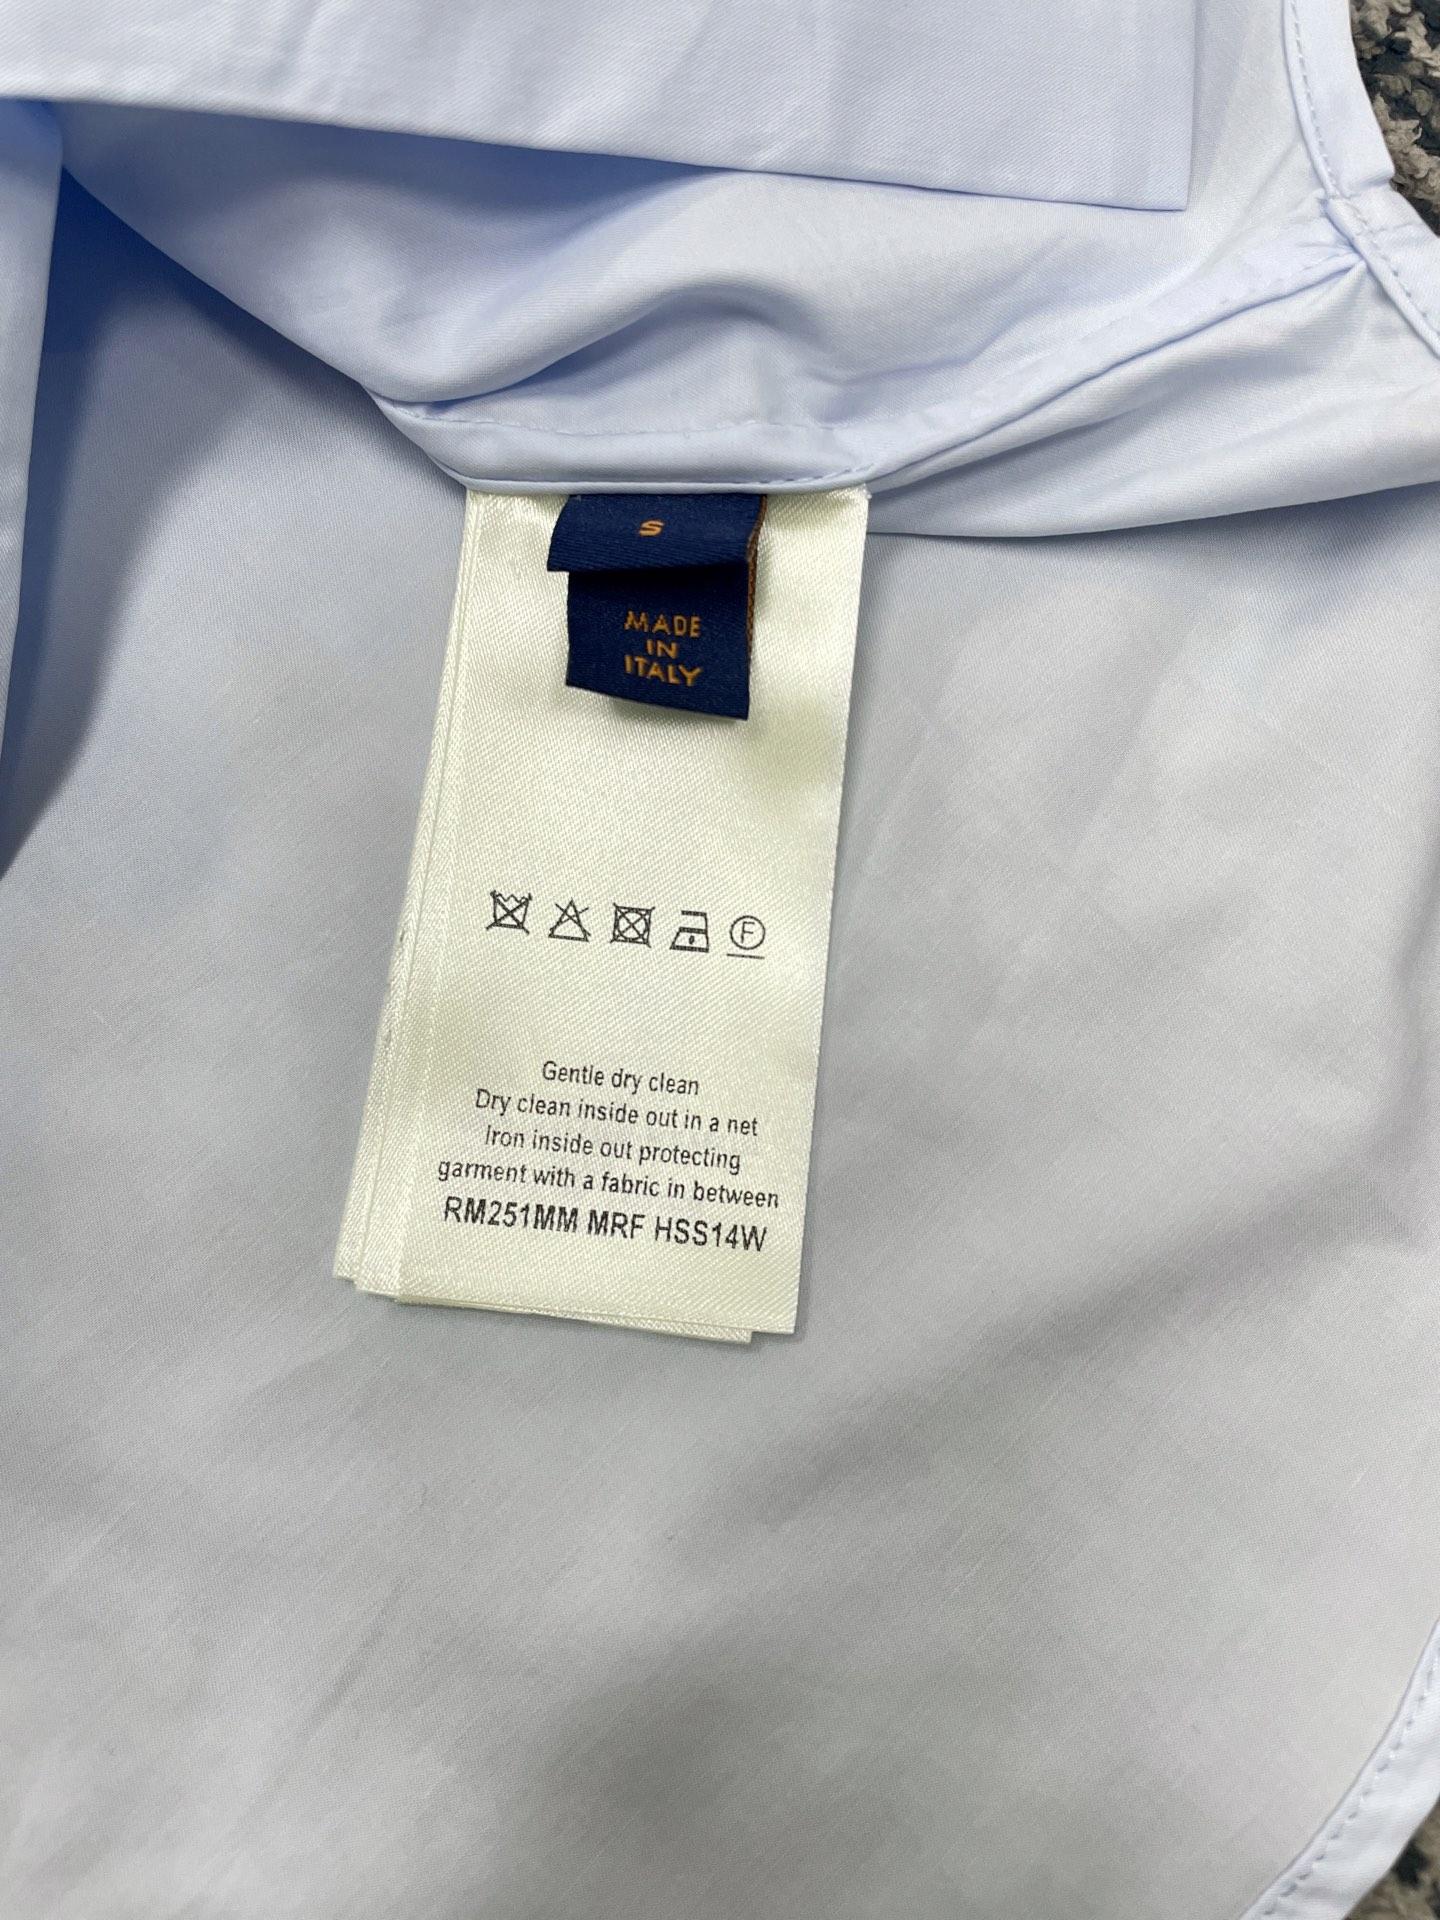 S
MADE
IN
ITALY
F
Gentle dry clean
Dry clean inside out in a net
Iron inside out protecting
garment with a fabric in between
RM251MM MRF HSS14W